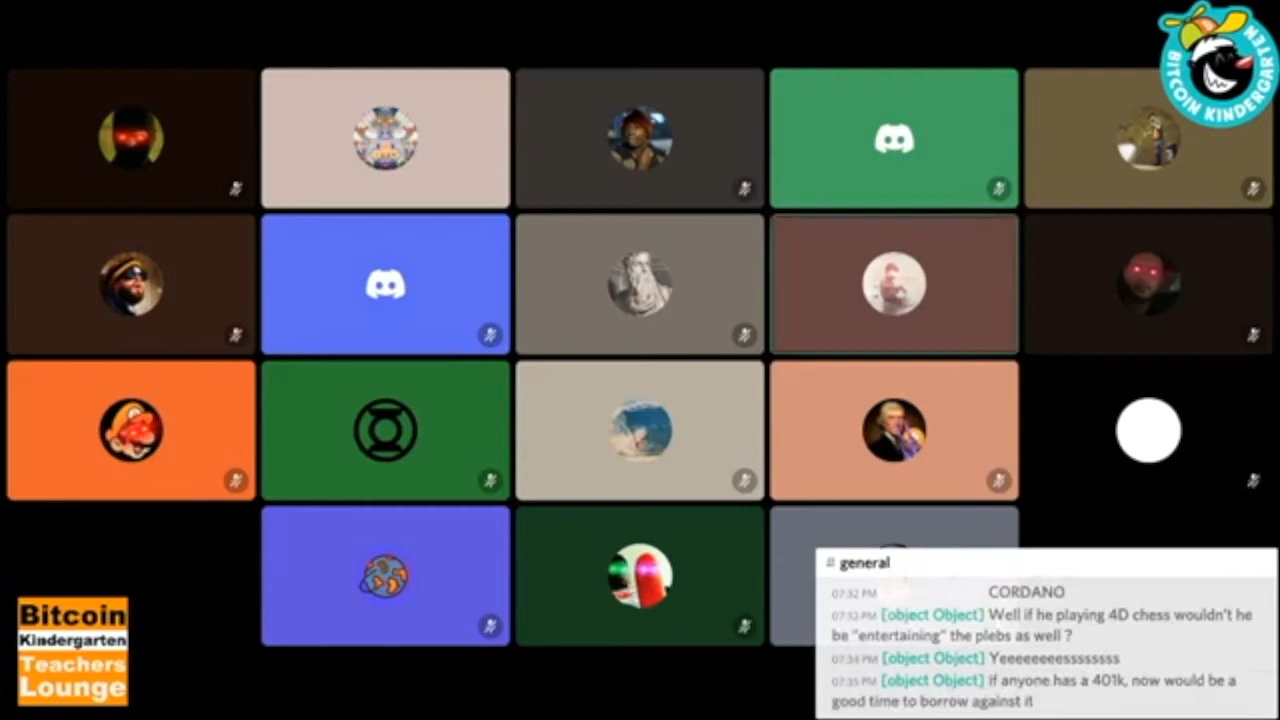 BITCOIN KINDERGARTEN
# general
07:32 PM CORDANO
07:32 PM [object Object] Well if he playing 4D chess wouldn't he
be "entertaining" the plebs as well ?
07:34 PM [object Object] Yeeeeeeessssssss
07:35 PM [object Object] if anyone has a 401k, now would be a
good time to borrow against it
Bitcoin
Kindergarten
Teachers
Lounge